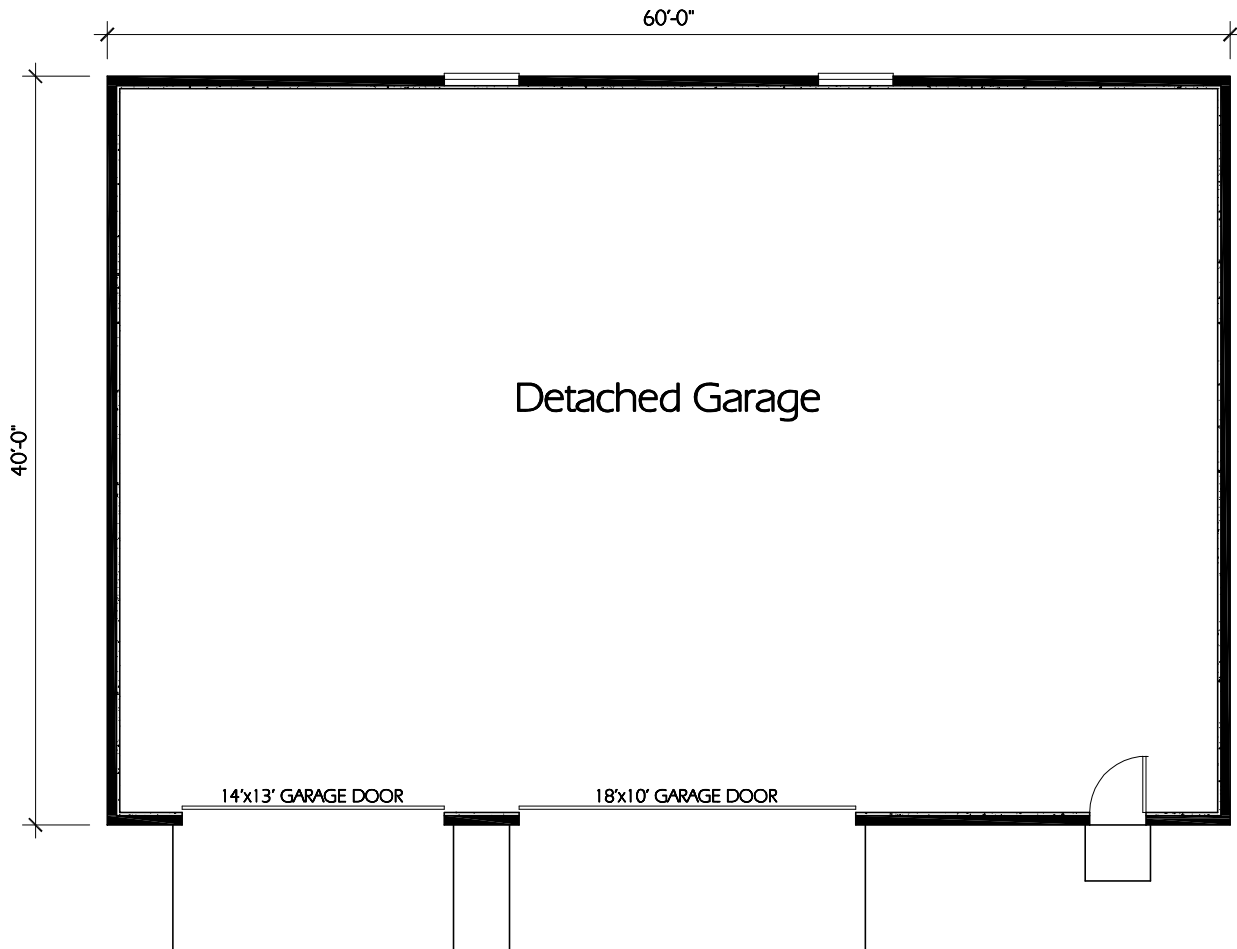 60'-0"
40'-0"
Detached Garage
14'x13' GARAGE DOOR
18'x10' GARAGE DOOR